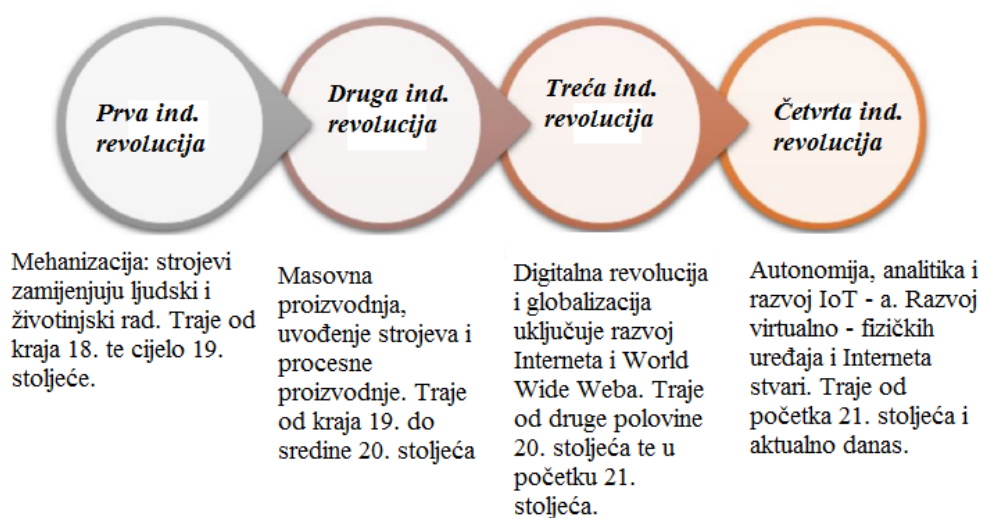 Prva ind.
revolucija
Druga ind.
revolucija
Treća ind.
revolucija
Četvrta ind.
revolucija
Mehanizacija: strojevi
zamijenjuju ljudski i
životinjski rad. Traje od
kraja 18. te cijelo 19.
stoljeće.
Masovna
proizvodnja,
uvođenje strojeva i
procesne
proizvodnje. Traje
od kraja 19. do
sredine 20. stoljeća
Digitalna revolucija
i globalizacija
uključuje razvoj
Interneta i World
Wide Weba. Traje
od druge polovine
20. stoljeća te u
početku 21.
stoljeća.
Autonomija, analitika i
razvoj IoT - a. Razvoj
virtualno - fizičkih
uređaja i Interneta
stvari. Traje od
početka 21. stoljeća i
aktualno danas.